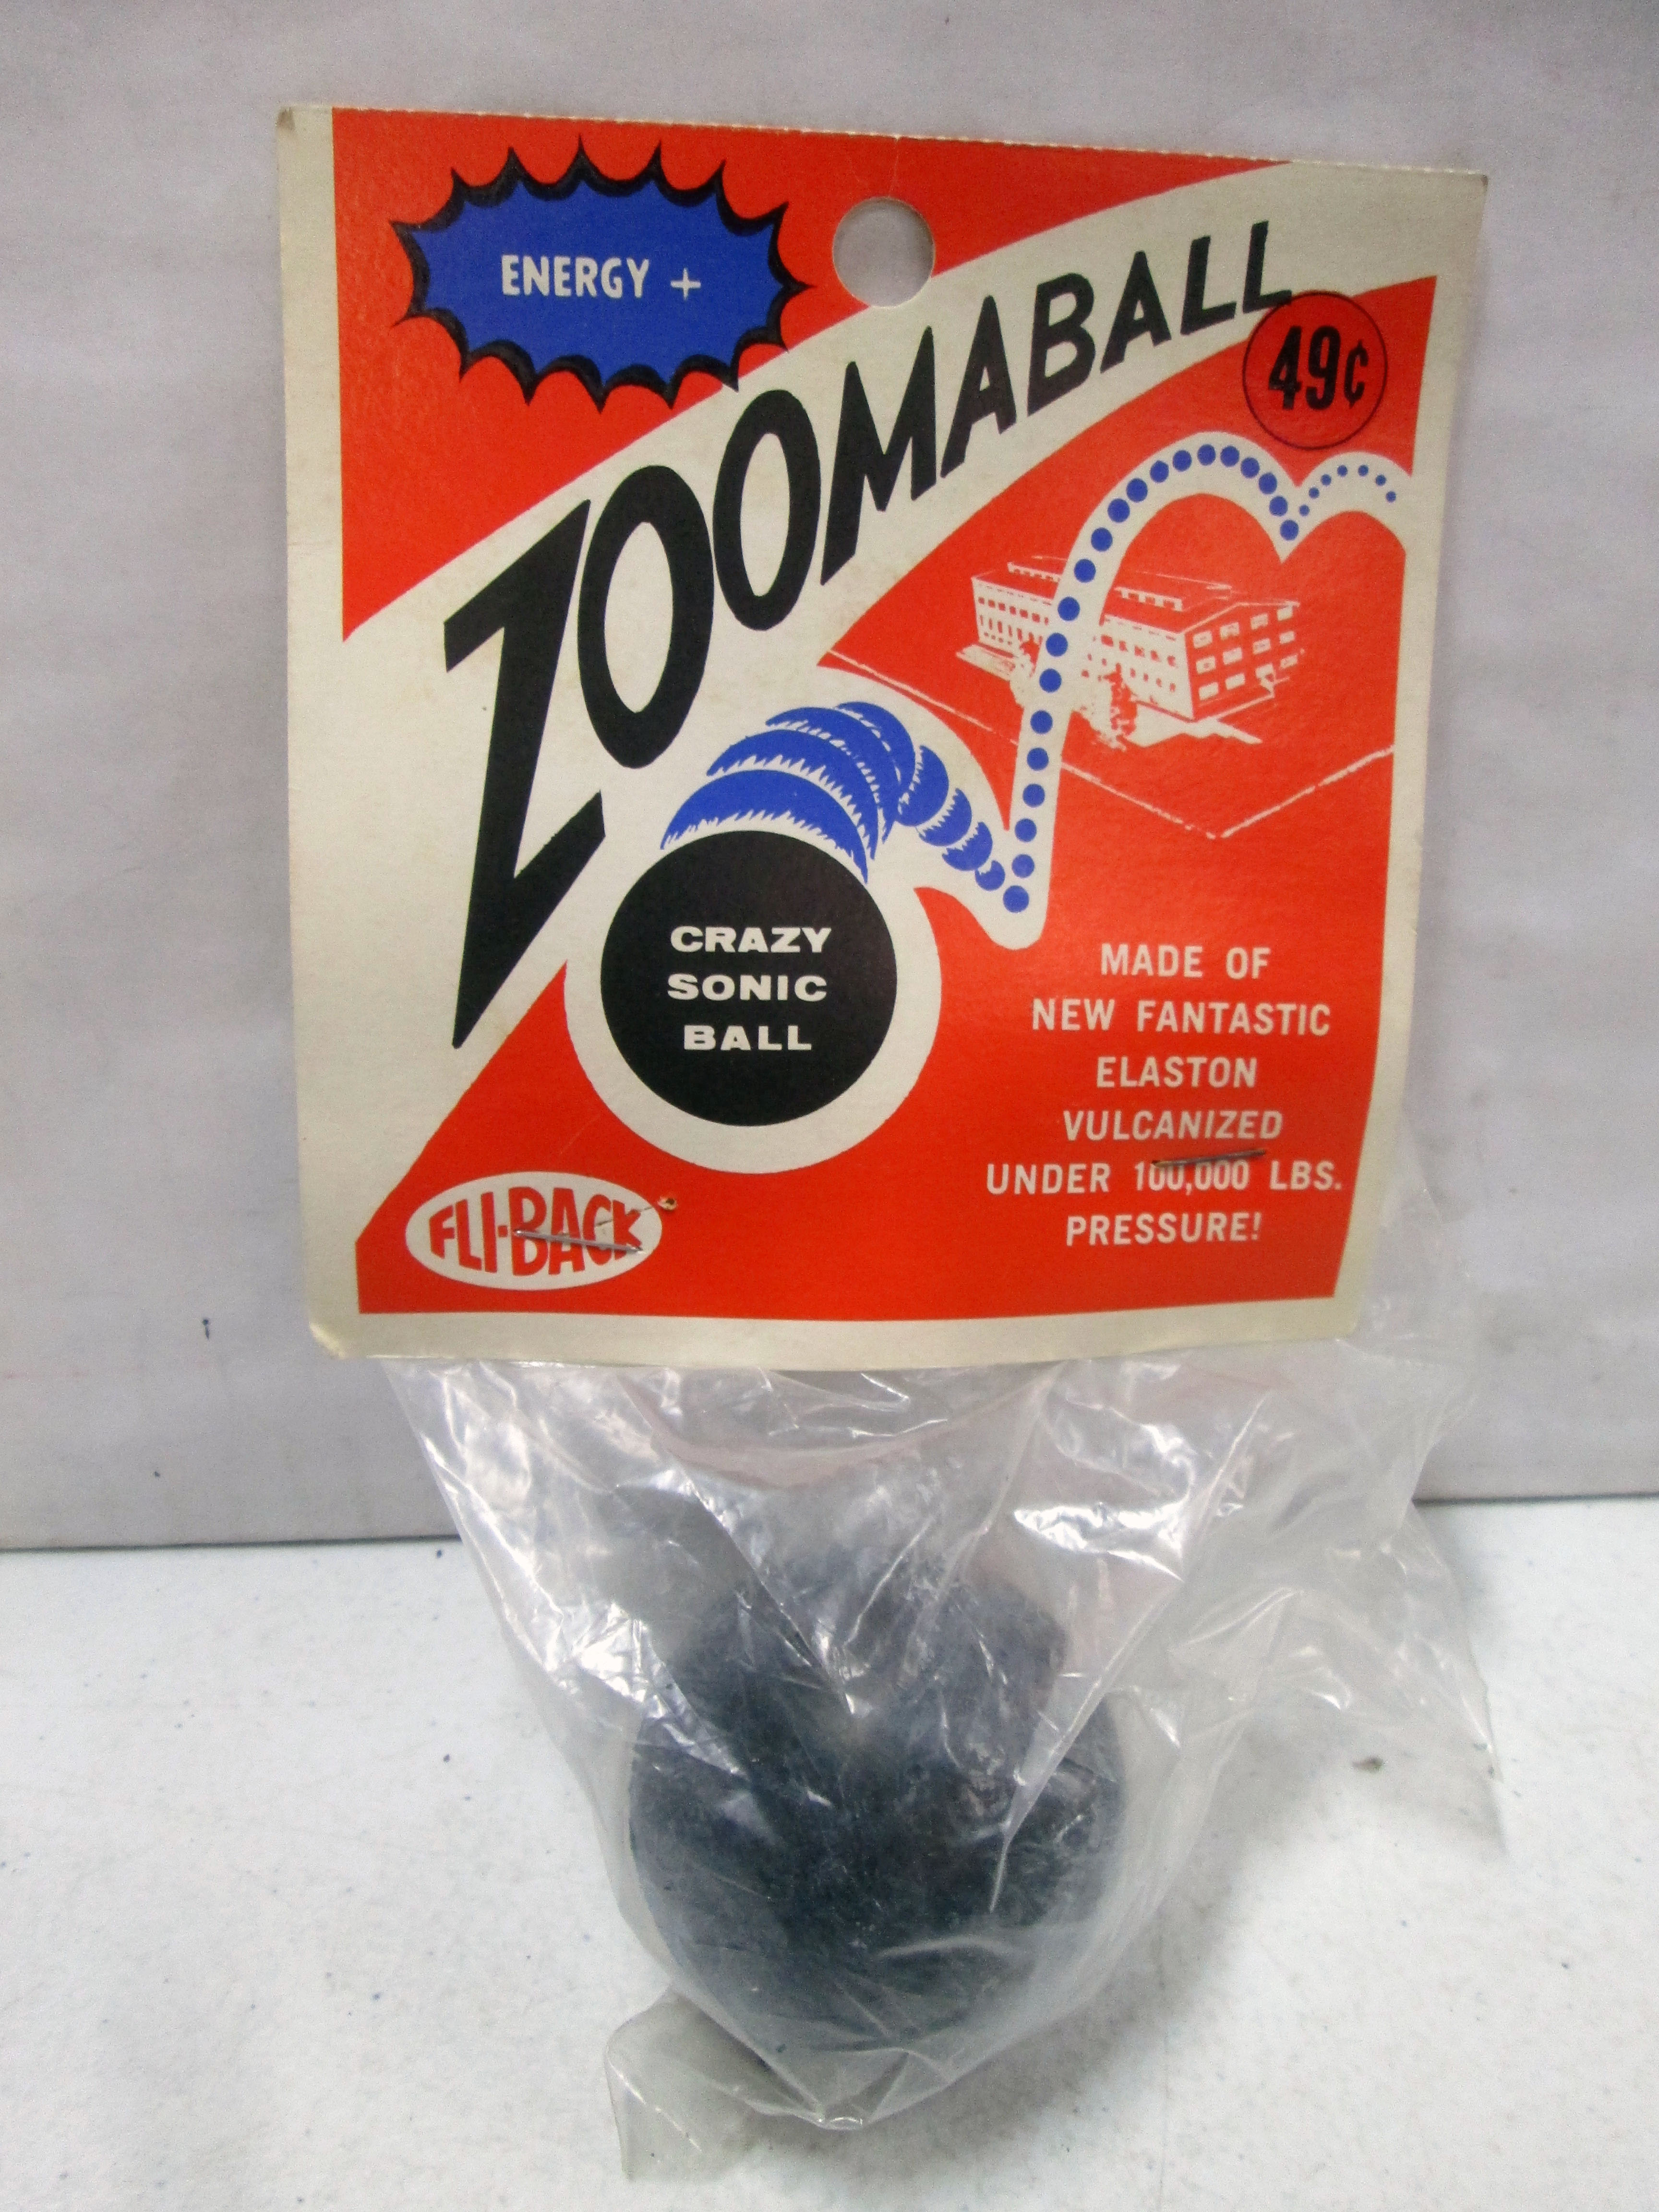 ENERGY +
ZOOMABALL
49¢
CRAZY
SONIC
BALL
MADE OF
NEW FANTASTIC
ELASTON
VULCANIZED
UNDER 100,000 LBS.
PRESSURE!
FLI-BACK